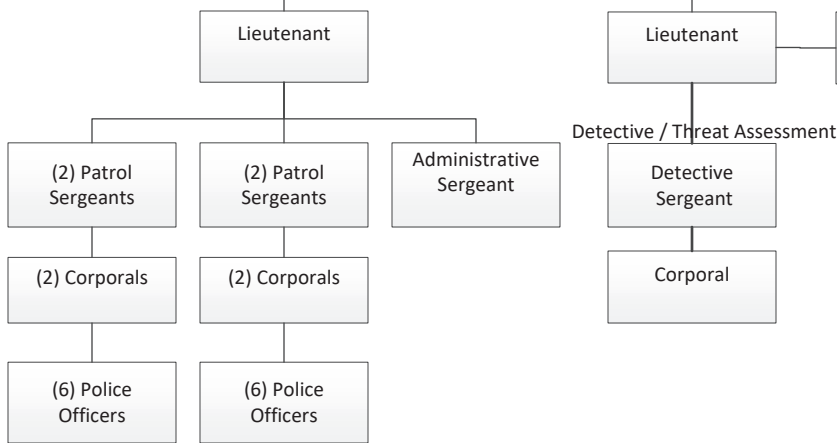 Lieutenant
Lieutenant
Detective / Threat Assessment
(2) Patrol
Sergeants
(2) Patrol
Sergeants
Administrative
Sergeant
Detective
Sergeant
(2) Corporals
(2) Corporals
Corporal
(6) Police
Officers
(6) Police
Officers